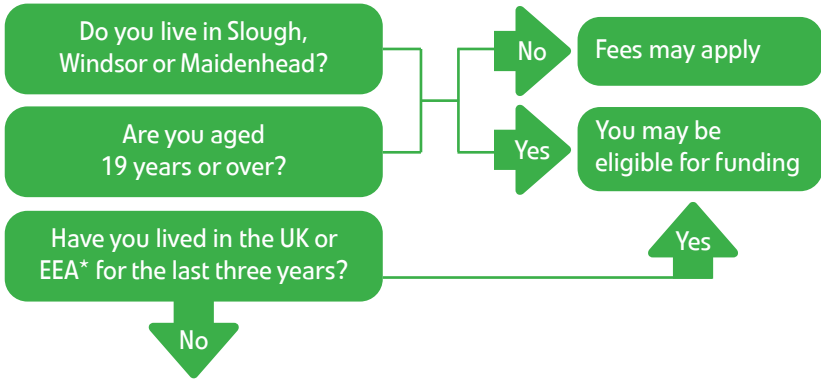 Do you live in Slough,
Windsor or Maidenhead?
No
Fees may apply
Are you aged
19 years or over?
Yes
You may be
eligible for funding
Have you lived in the UK or
EEA* for the last three years?
Yes
No